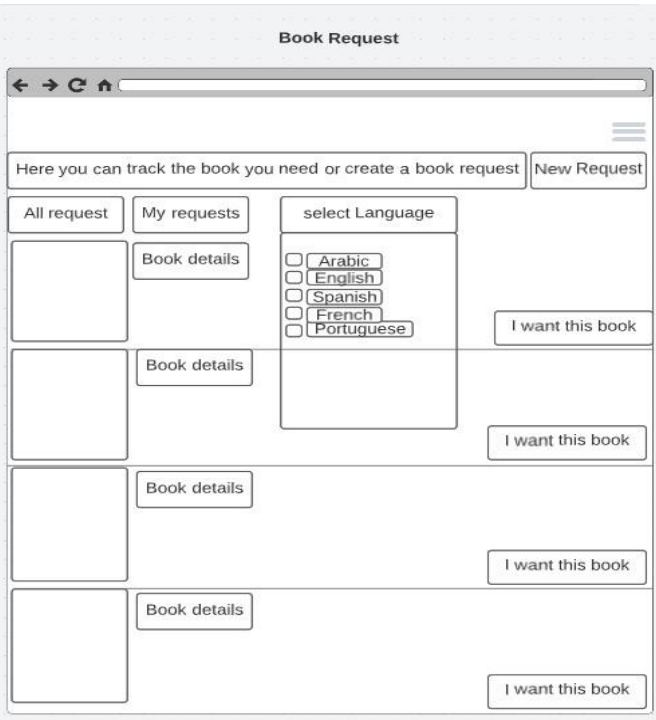 Book Request
Here you can track the book you need or create a book request
New Request
All request
My requests
select Language
Book details
Arabic
English
Spanish
French
Portuguese
I want this book
Book details
I want this book
Book details
I want this book
Book details
I want this book